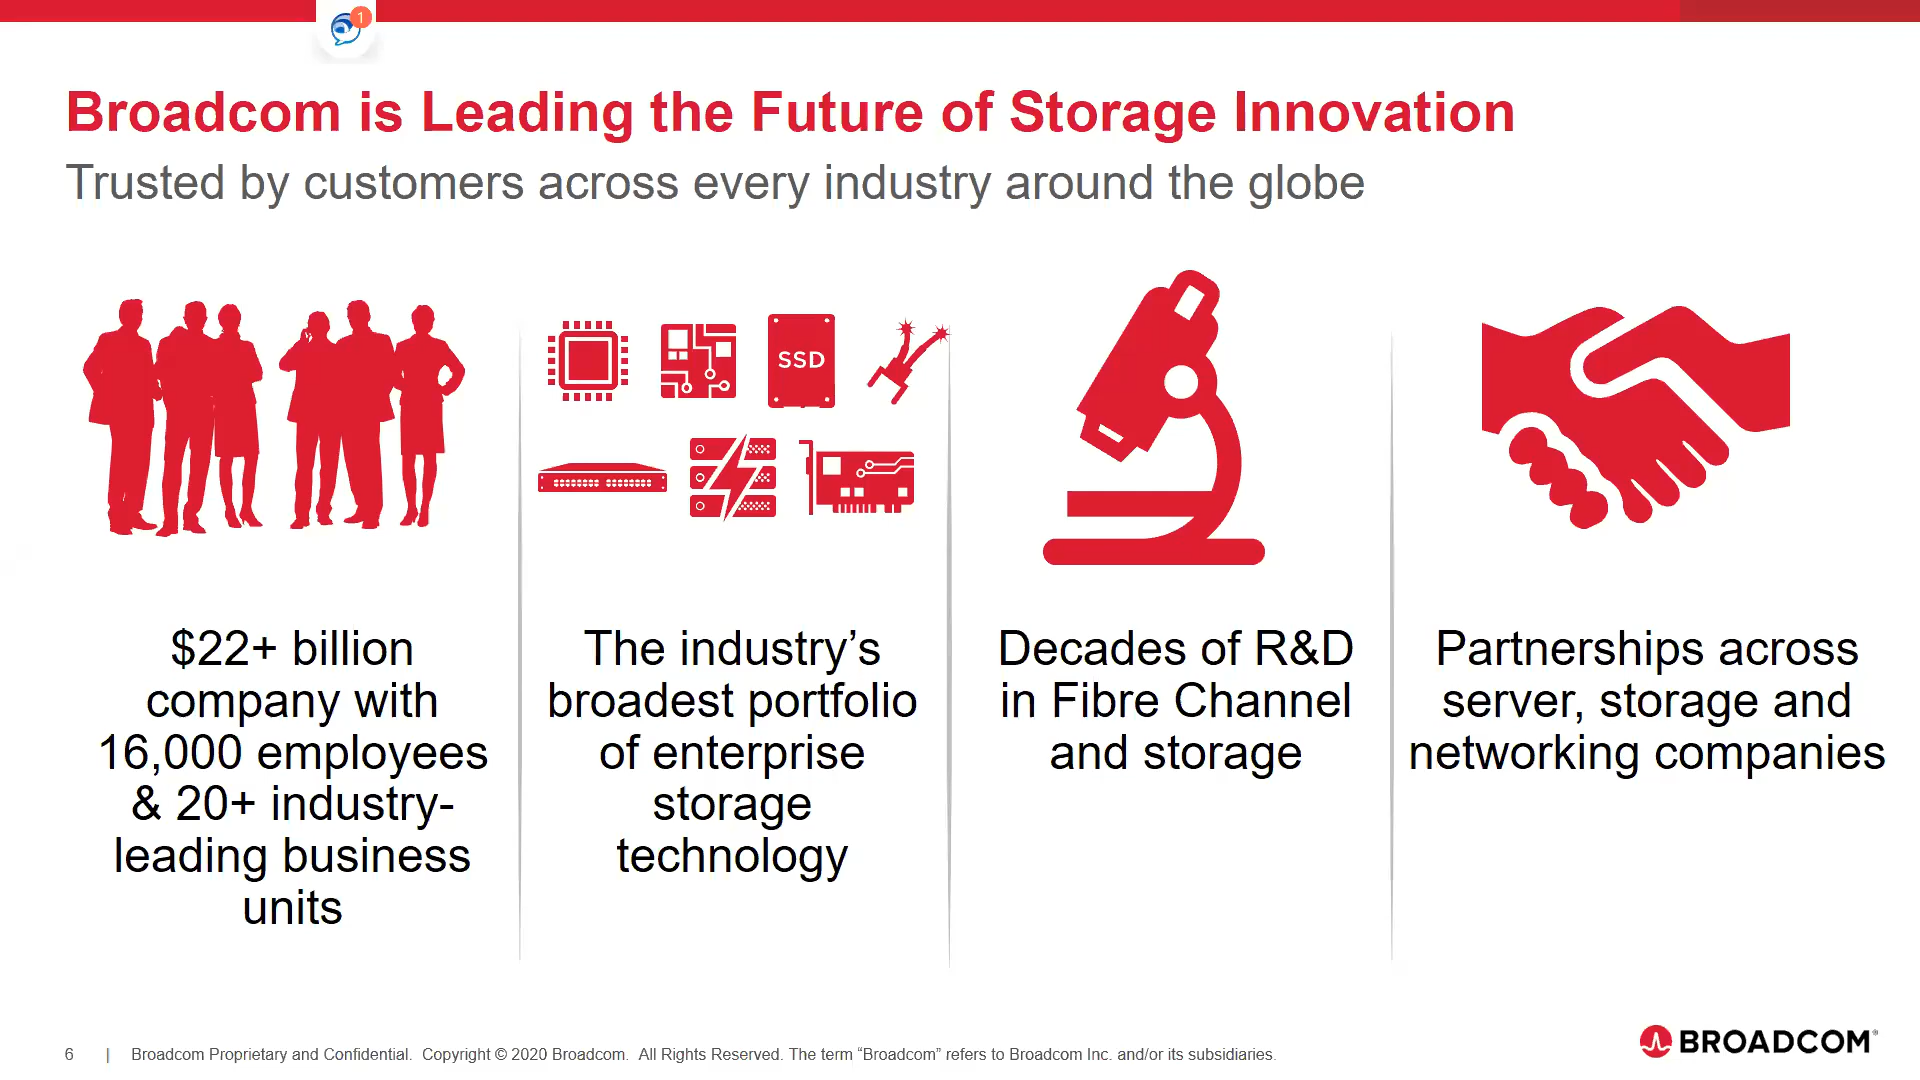 1
Broadcom is Leading the Future of Storage Innovation
Trusted by customers across every industry around the globe
SSD
$22+ billion
company with
16,000 employees
& 20+ industry-
leading business
units
The industry’s
broadest portfolio
of enterprise
storage
technology
Decades of R&D
in Fibre Channel
and storage
Partnerships across
server, storage and
networking companies
6 | Broadcom Proprietary and Confidential. Copyright © 2020 Broadcom. All Rights Reserved. The term “Broadcom” refers to Broadcom Inc. and/or its subsidiaries.
BROADCOM®